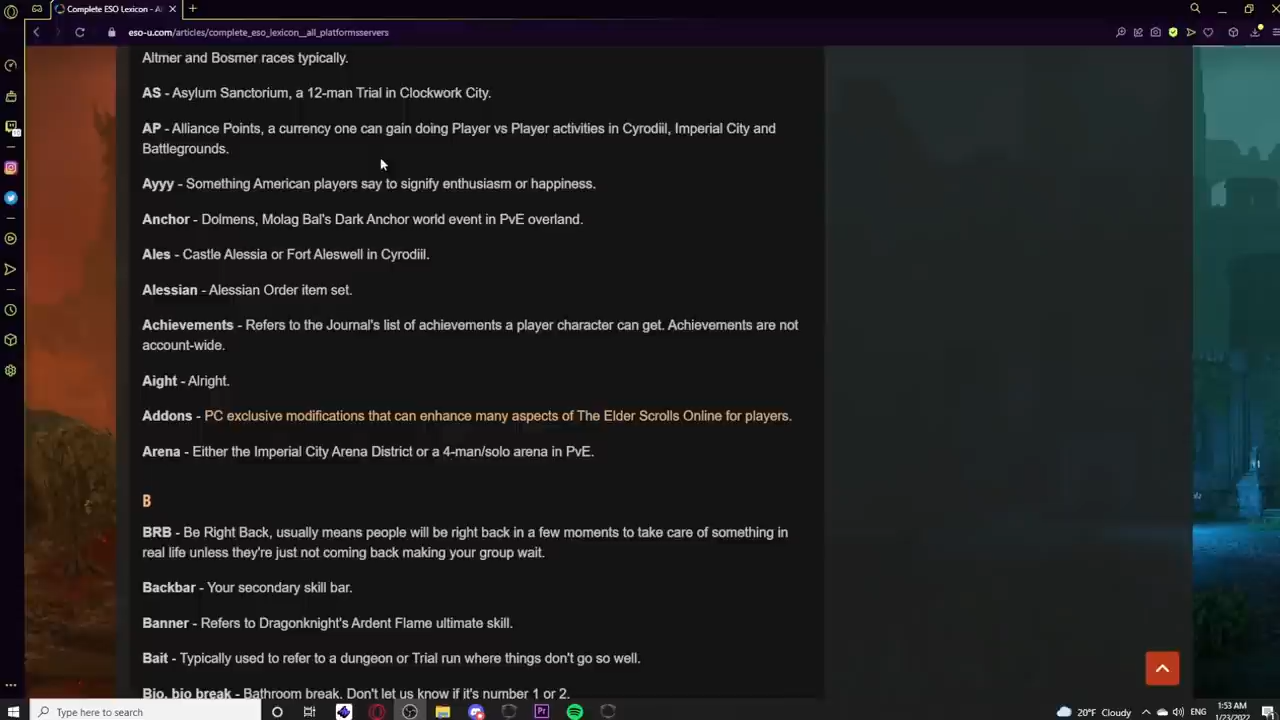 Complete ESO Lexicon - All Platf
eso-u.com/articles/complete_eso_lexicon__all_platformsservers
Altmer and Bosmer races typically.
AS - Asylum Sanctorium, a 12-man Trial in Clockwork City.
AP - Alliance Points, a currency one can gain doing Player vs Player activities in Cyrodiil, Imperial City and
Battlegrounds.
Ayyy - Something American players say to signify enthusiasm or happiness.
Anchor - Dolmens, Molag Bal's Dark Anchor world event in PvE overland.
Ales - Castle Alessia or Fort Aleswell in Cyrodiil.
Alessian - Alessian Order item set.
Achievements - Refers to the Journal's list of achievements a player character can get. Achievements are not
account-wide.
Aight - Alright.
Addons - PC exclusive modifications that can enhance many aspects of The Elder Scrolls Online for players.
Arena - Either the Imperial City Arena District or a 4-man/solo arena in PvE.
B
BRB - Be Right Back, usually means people will be right back in a few moments to take care of something in
real life unless they're just not coming back making your group wait.
Backbar - Your secondary skill bar.
Banner - Refers to Dragonknight's Ardent Flame ultimate skill.
Bait - Typically used to refer to a dungeon or Trial run where things don't go so well.
Bio, bio break - Bathroom break. Don't let us know if it's number 1 or 2.
Type here to search
Pr
20°F Cloudy
ENG
1:53 AM
1/23/2022